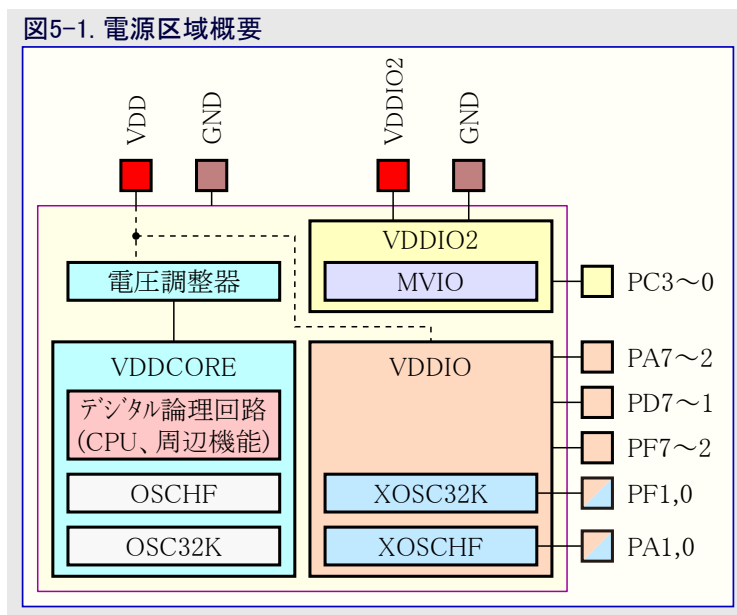 図5-1. 電源区域概要
VDD
GND
VDDIO2
GND
VDDIO2
MVIO
電圧調整器
PC3～0
VDDCORE
デジタル論理回路
(CPU、周辺機能)
OSCHF
OSC32K
VDDIO
XOSC32K
XOSCHF
PA7～2
PD7～1
PF7～2
PF1,0
PA1,0